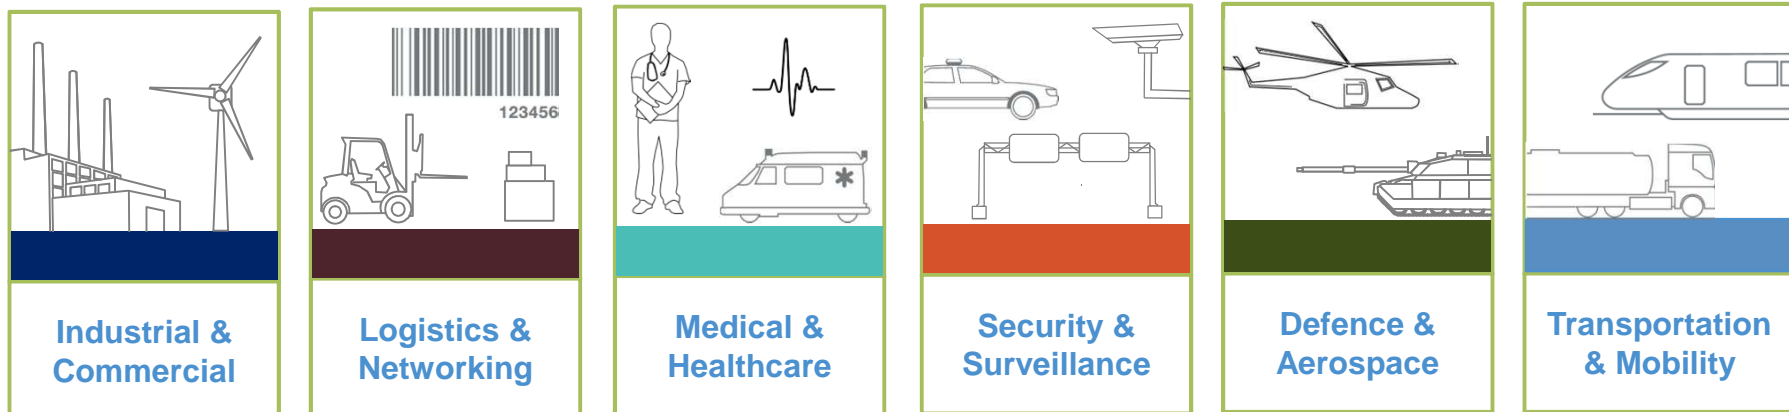 123456
Industrial &
Commercial
Logistics &
Networking
Medical &
Healthcare
Security &
Surveillance
Defence &
Aerospace
Transportation
& Mobility